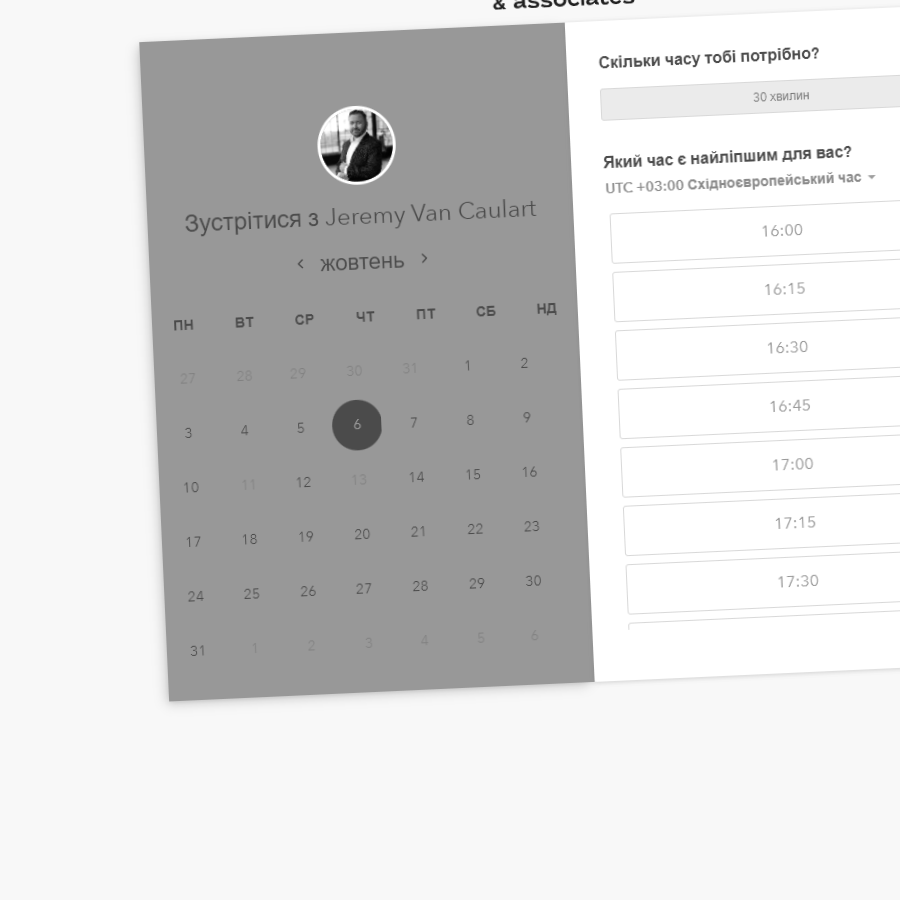 & associates
Зустрітися з Jeremy Van Caulart
жовтень
ПН ВТ СР ЧТ ПТ СБ НД
27 28 29 30 31 1 2
3 4 5 6 7 8 9
10 11 12 13 14 15 16
17 18 19 20 21 22 23
24 25 26 27 28 29 30
31 1 2 3 4 5 6
Скільки часу тобі потрібно?
30 хвилин
Який час є найліпшим для вас?
UTC +03:00 Східноєвропейський час
16:00
16:15
16:30
16:45
17:00
17:15
17:30